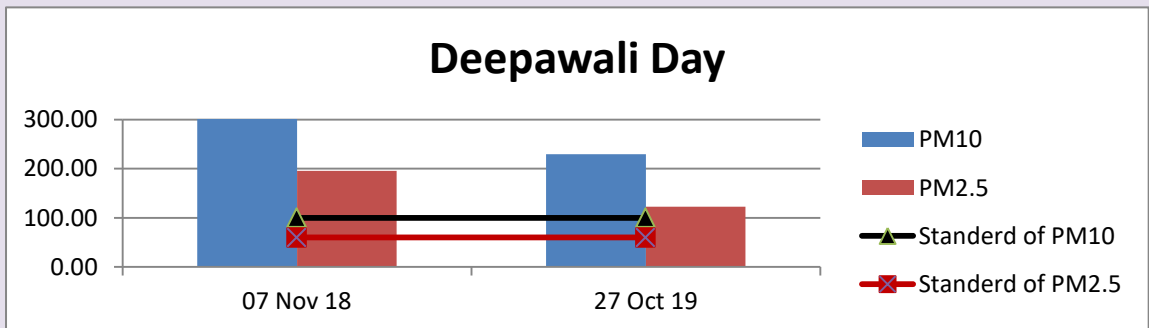 Deepawali Day
300.00
200.00
100.00
0.00
07 Nov 18
27 Oct 19
PM10
PM2.5
Standerd of PM10
Standerd of PM2.5